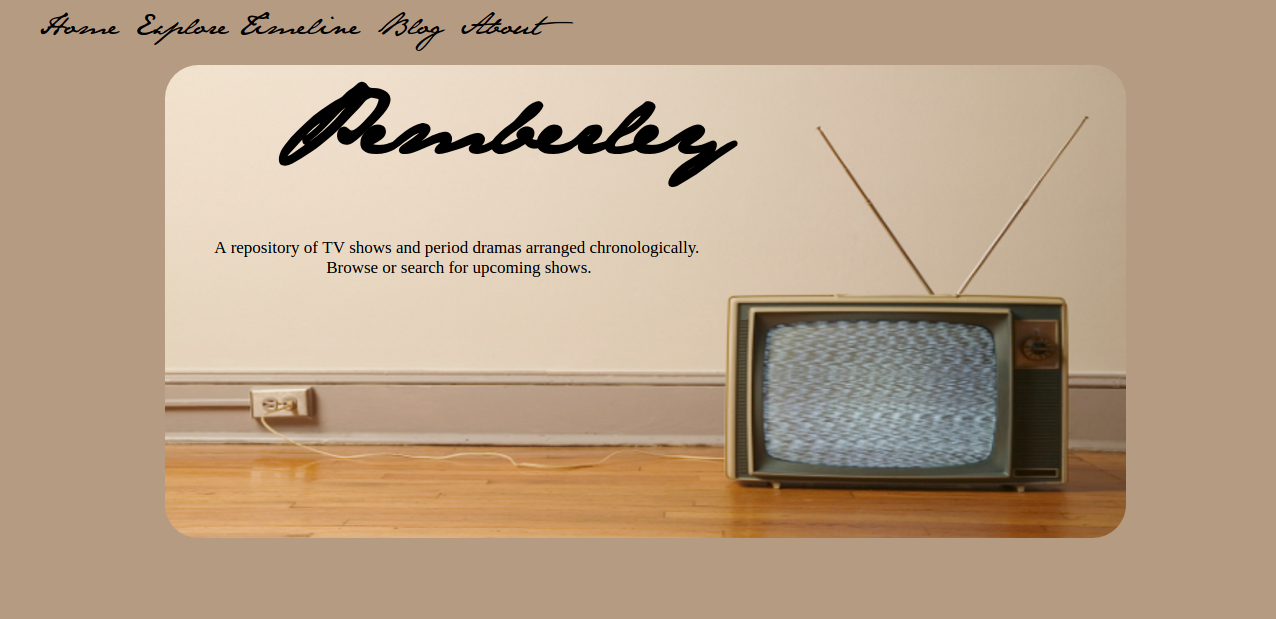 Home Explore Timeline Blog About
Pemberley
A repository of TV shows and period dramas arranged chronologically.
Browse or search for upcoming shows.